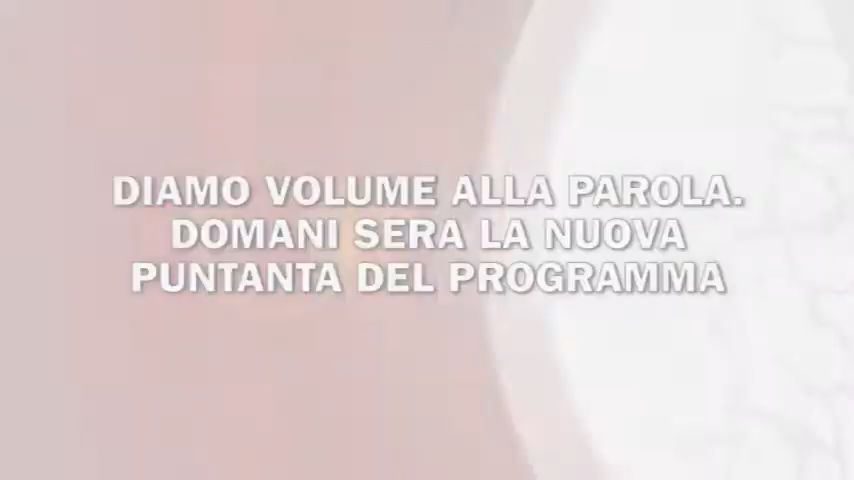 DIAMO VOLUME ALLA PAROLA.
DOMANI SERA LA NUOVA
PUNTANTA DEL PROGRAMMA